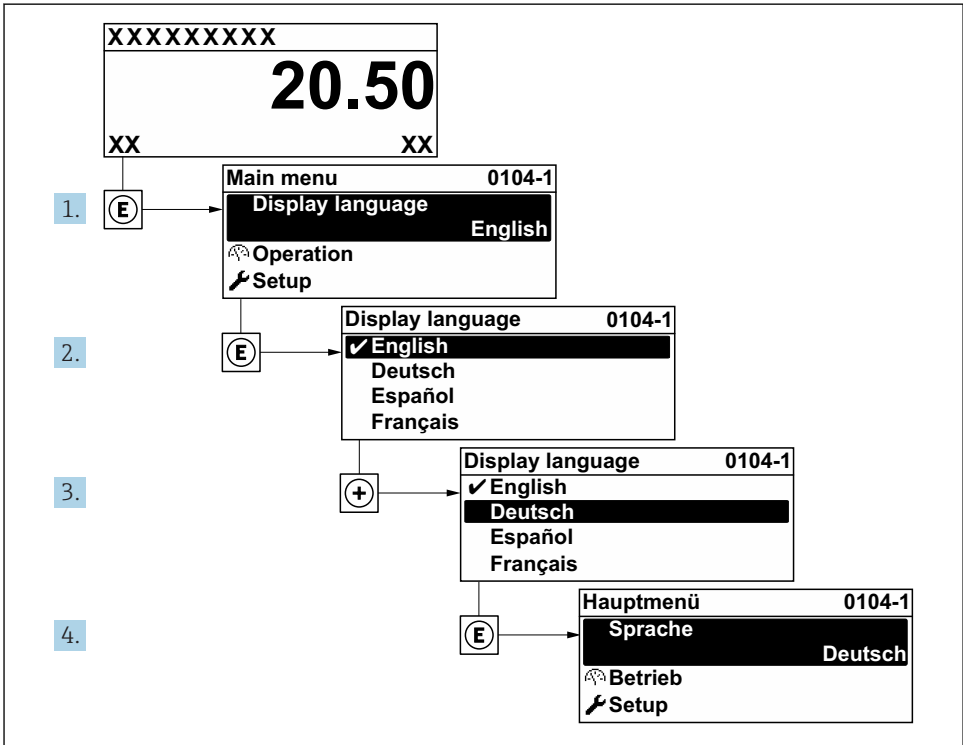 XXXXXXXXX
20.50
XX XX
1. E
Main menu 0104-1
Display language
English
Operation
Setup
2. E
Display language 0104-1
✔English
Deutsch
Español
Français
3. +
Display language 0104-1
✔English
Deutsch
Español
Français
4. E
Hauptmenü 0104-1
Sprache
Deutsch
Betrieb
Setup